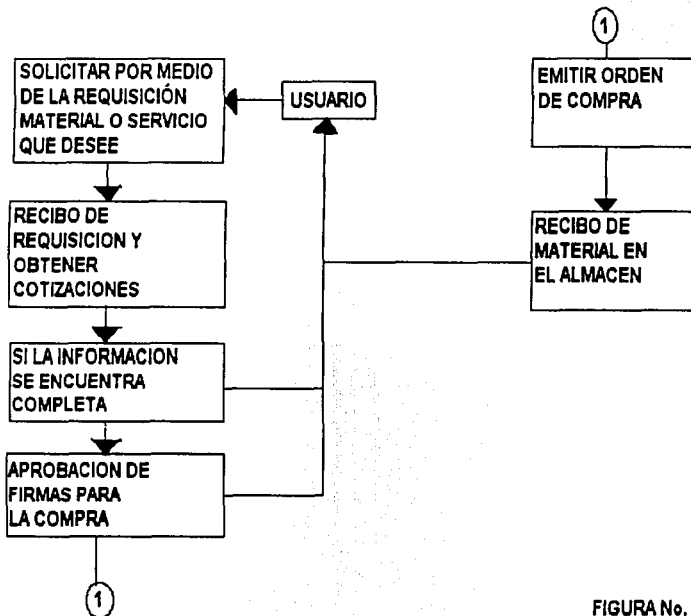 SOLICITAR POR MEDIO
DE LA REQUISICIÓN
MATERIAL O SERVICIO
QUE DESEE
USUARIO
RECIBO DE
REQUISICION Y
OBTENER
COTIZACIONES
SI LA INFORMACION
SE ENCUENTRA
COMPLETA
APROBACION DE
FIRMAS PARA
LA COMPRA
1
1
EMITIR ORDEN
DE COMPRA
RECIBO DE
MATERIAL EN
EL ALMACEN
FIGURA No.